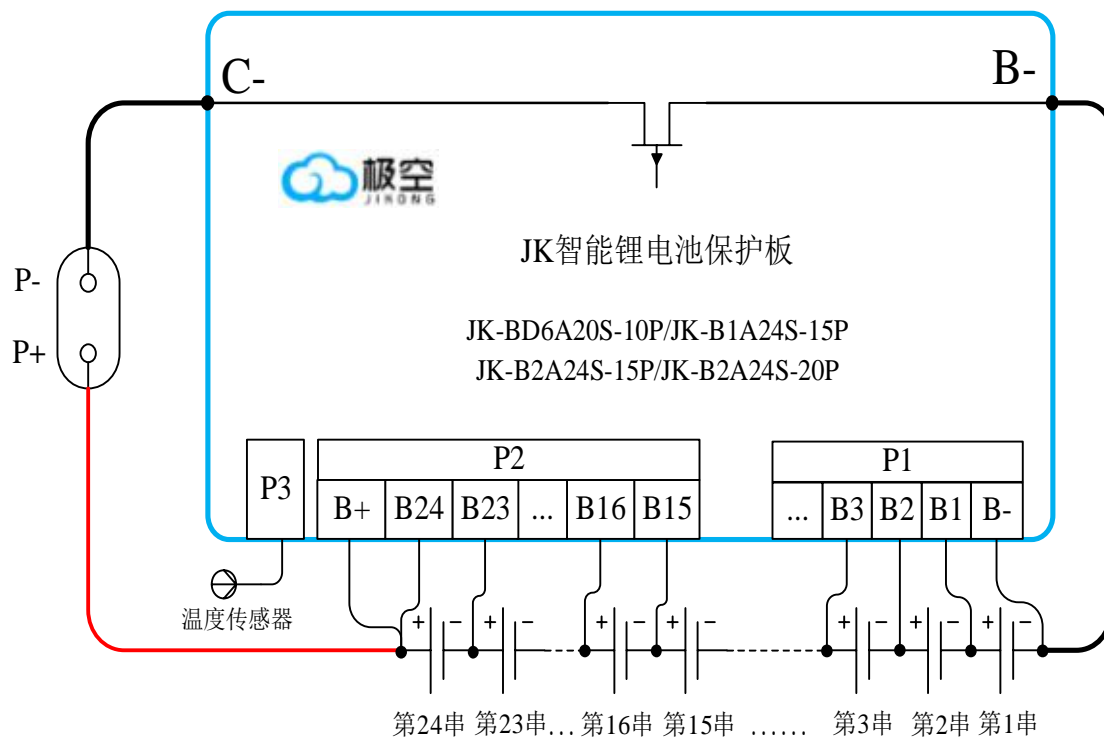 C-
B-
极空
JIKONG
JK智能锂电池保护板
P-
P+
JK-BD6A20S-10P/JK-B1A24S-15P
JK-B2A24S-15P/JK-B2A24S-20P
P3
P2
P1
B+ B24 B23 ... B16 B15
... B3 B2 B1 B-
温度传感器
+ - + - + - + - + - + - + -
第24串 第23串... 第16串 第15串 ...... 第3串 第2串 第1串